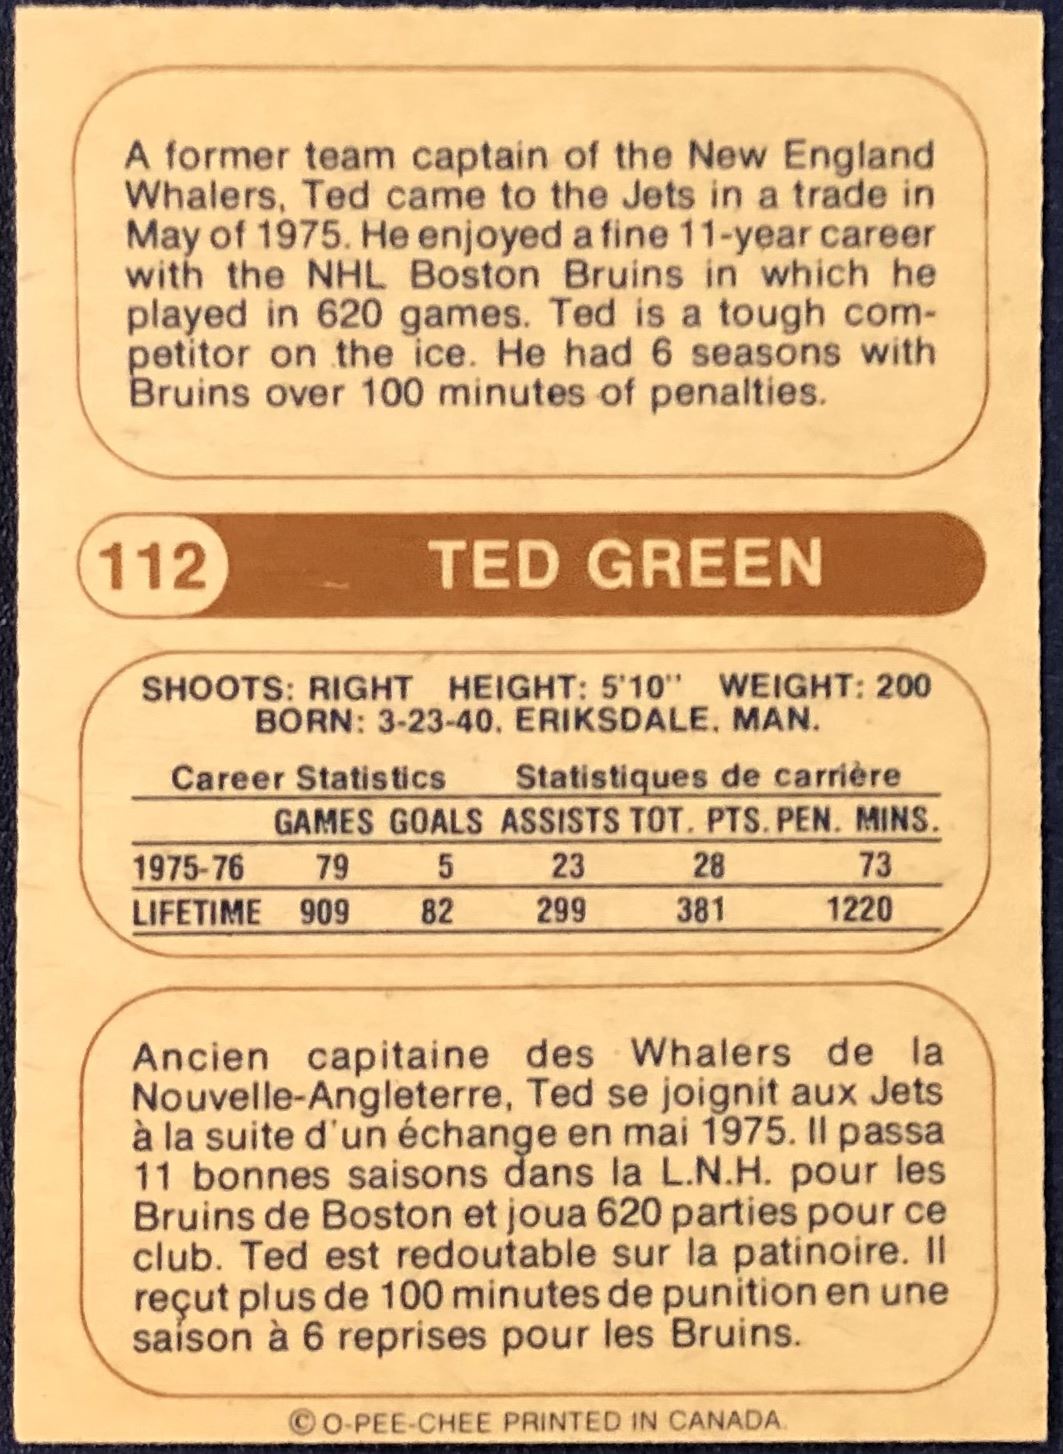 A former team captain of the New England
Whalers, Ted came to the Jets in a trade in
May of 1975. He enjoyed a fine 11-year career
with the NHL Boston Bruins in which he
played in 620 games. Ted is a tough com-
petitor on the ice. He had 6 seasons with
Bruins over 100 minutes of penalties.
112 TED GREEN
SHOOTS: RIGHT HEIGHT: 5'10" WEIGHT: 200
BORN: 3-23-40, ERIKSDALE, MAN.
Career Statistics Statistiques de carrière
GAMES GOALS ASSISTS TOT. PTS. PEN. MINS.
1975-76 79 5 23 28 73
LIFETIME 909 82 299 381 1220
Ancien capitaine des Whalers de la
Nouvelle-Angleterre, Ted se joignit aux Jets
à la suite d'un échange en mai 1975. Il passa
11 bonnes saisons dans la L.N.H. pour les
Bruins de Boston et joua 620 parties pour ce
club. Ted est redoutable sur la patinoire. Il
reçut plus de 100 minutes de punition en une
saison à 6 reprises pour les Bruins.
© O-PEE-CHEE PRINTED IN CANADA.